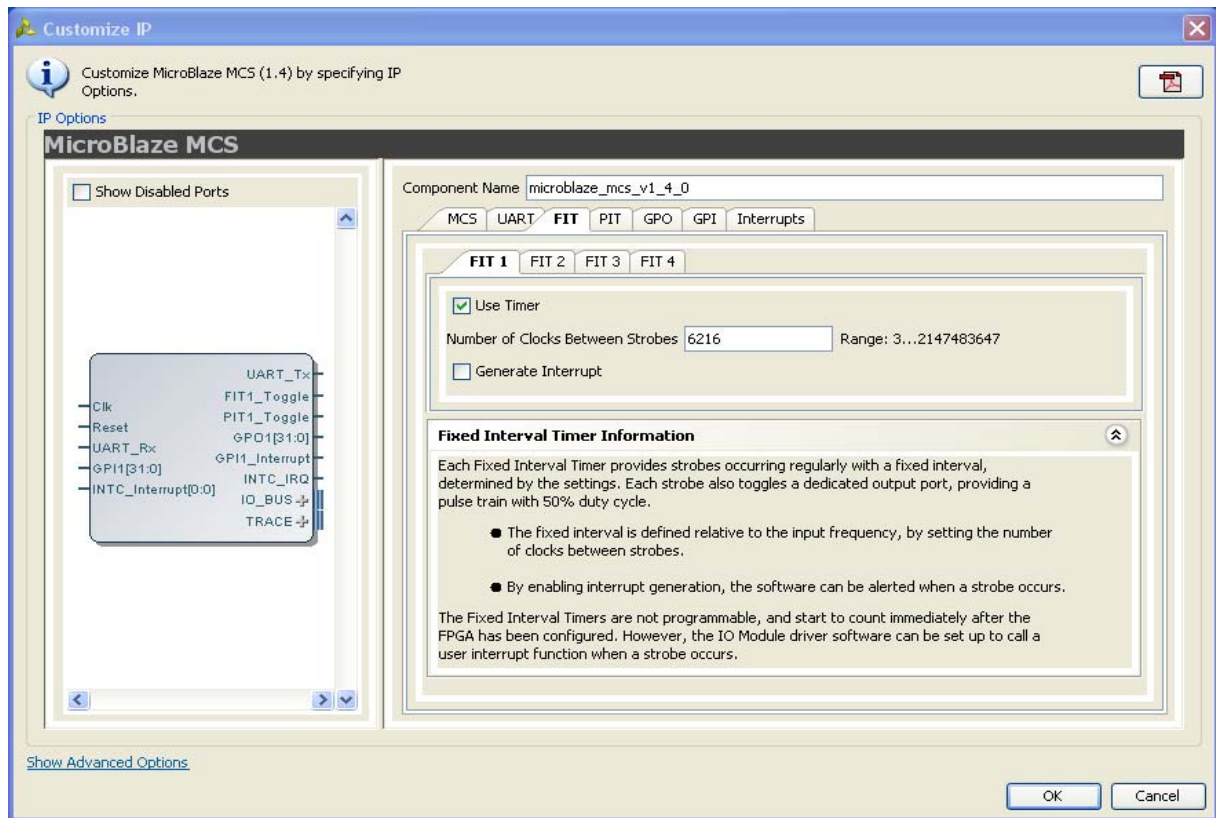 Customize IP
Customize MicroBlaze MCS (1.4) by specifying IP
Options.
IP Options
MicroBlaze MCS
Show Disabled Ports
Clk
Reset
UART_Rx
GPI1[31:0]
INTC_Interrupt[0:0]
UART_Tx
FIT1_Toggle
PIT1_Toggle
GPO1[31:0]
GPI1_Interrupt
INTC_IRQ
IO_BUS
TRACE
Component Name microblaze_mcs_v1_4_0
MCS UART FIT PIT GPO GPI Interrupts
FIT 1 FIT 2 FIT 3 FIT 4
Use Timer
Number of Clocks Between Strobes 6216 Range: 3...2147483647
Generate Interrupt
Fixed Interval Timer Information
Each Fixed Interval Timer provides strobes occurring regularly with a fixed interval,
determined by the settings. Each strobe also toggles a dedicated output port, providing a
pulse train with 50% duty cycle.
The fixed interval is defined relative to the input frequency, by setting the number
of clocks between strobes.
By enabling interrupt generation, the software can be alerted when a strobe occurs.
The Fixed Interval Timers are not programmable, and start to count immediately after the
FPGA has been configured. However, the IO Module driver software can be set up to call a
user interrupt function when a strobe occurs.
Show Advanced Options
OK Cancel